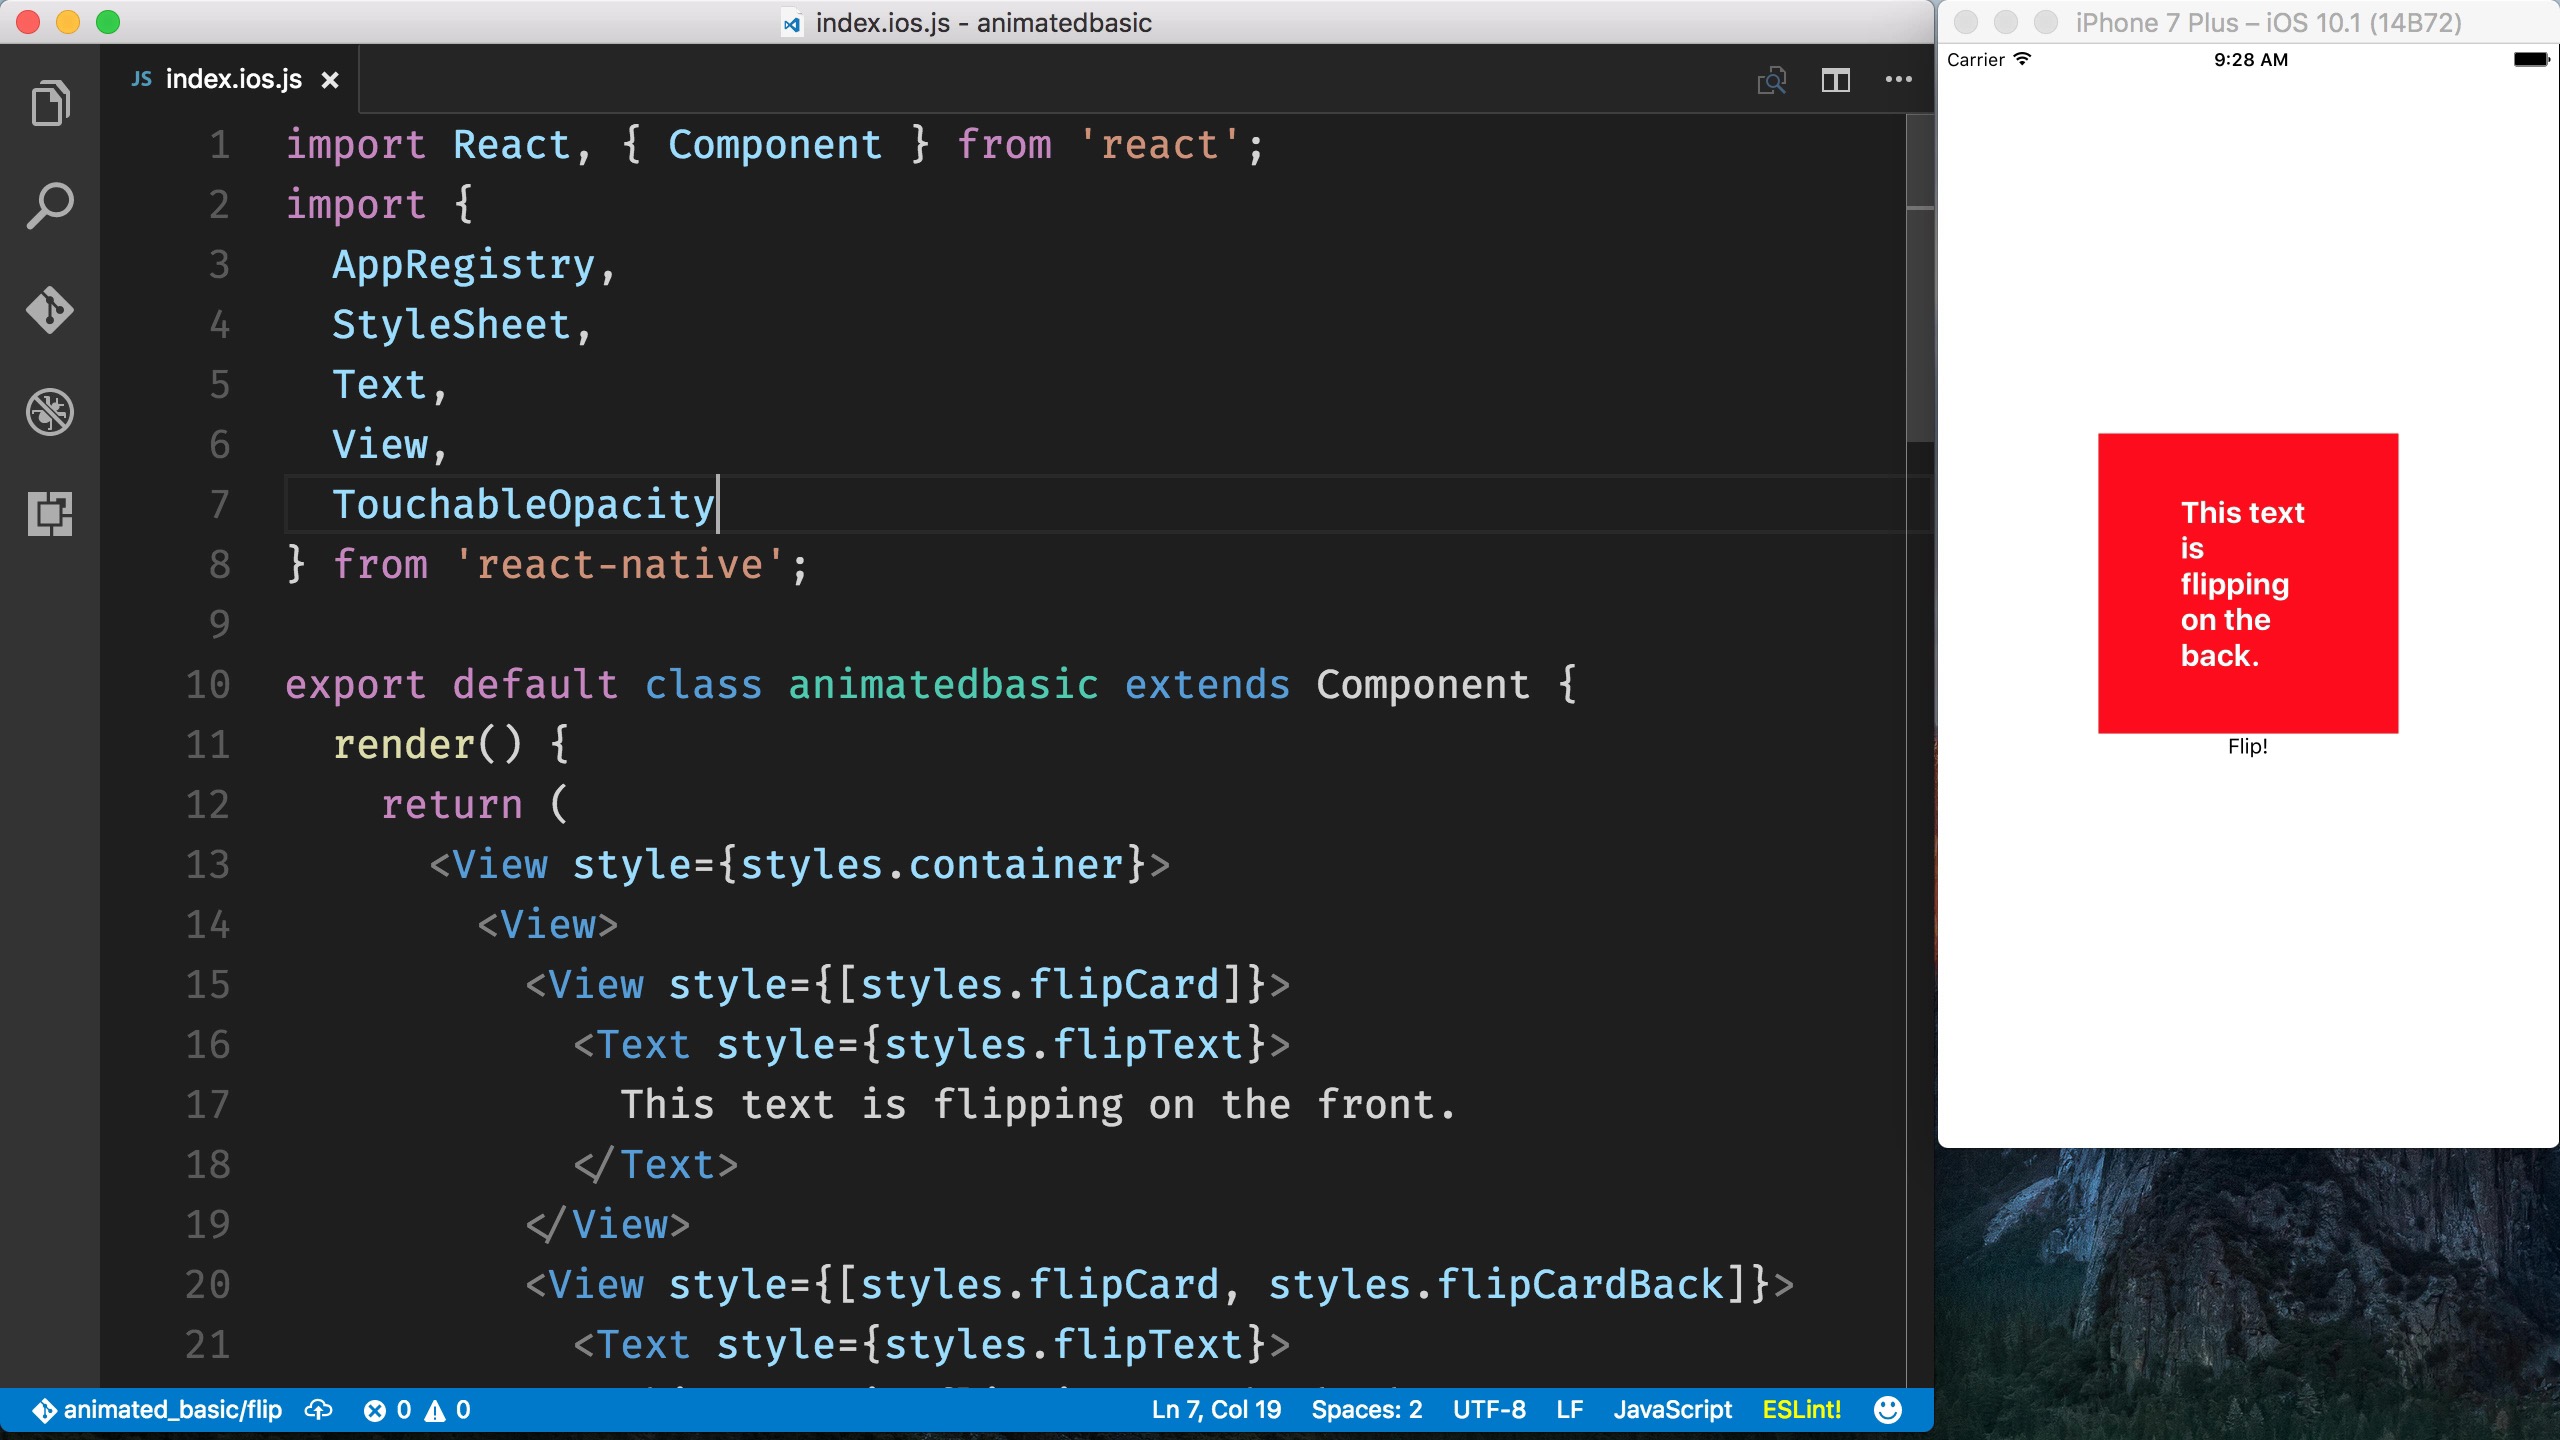 index.ios.js - animatedbasic
JS index.ios.js ×
1 import React, { Component } from 'react';
2 import {
3 AppRegistry,
4 StyleSheet,
5 Text,
6 View,
7 TouchableOpacity
8 } from 'react-native';
9
10 export default class animatedbasic extends Component {
11 render() {
12 return (
13 <View style={styles.container}>
14 <View>
15 <View style={[styles.flipCard]}>
16 <Text style={styles.flipText}>
17 This text is flipping on the front.
18 </Text>
19 </View>
20 <View style={[styles.flipCard, styles.flipCardBack]}>
21 <Text style={styles.flipText}>
animated_basic/flip 0 0 Ln 7, Col 19 Spaces: 2 UTF-8 LF JavaScript ESLint!
iPhone 7 Plus – iOS 10.1 (14B72)
Carrier 9:28 AM
This text
is
flipping
on the
back.
Flip!